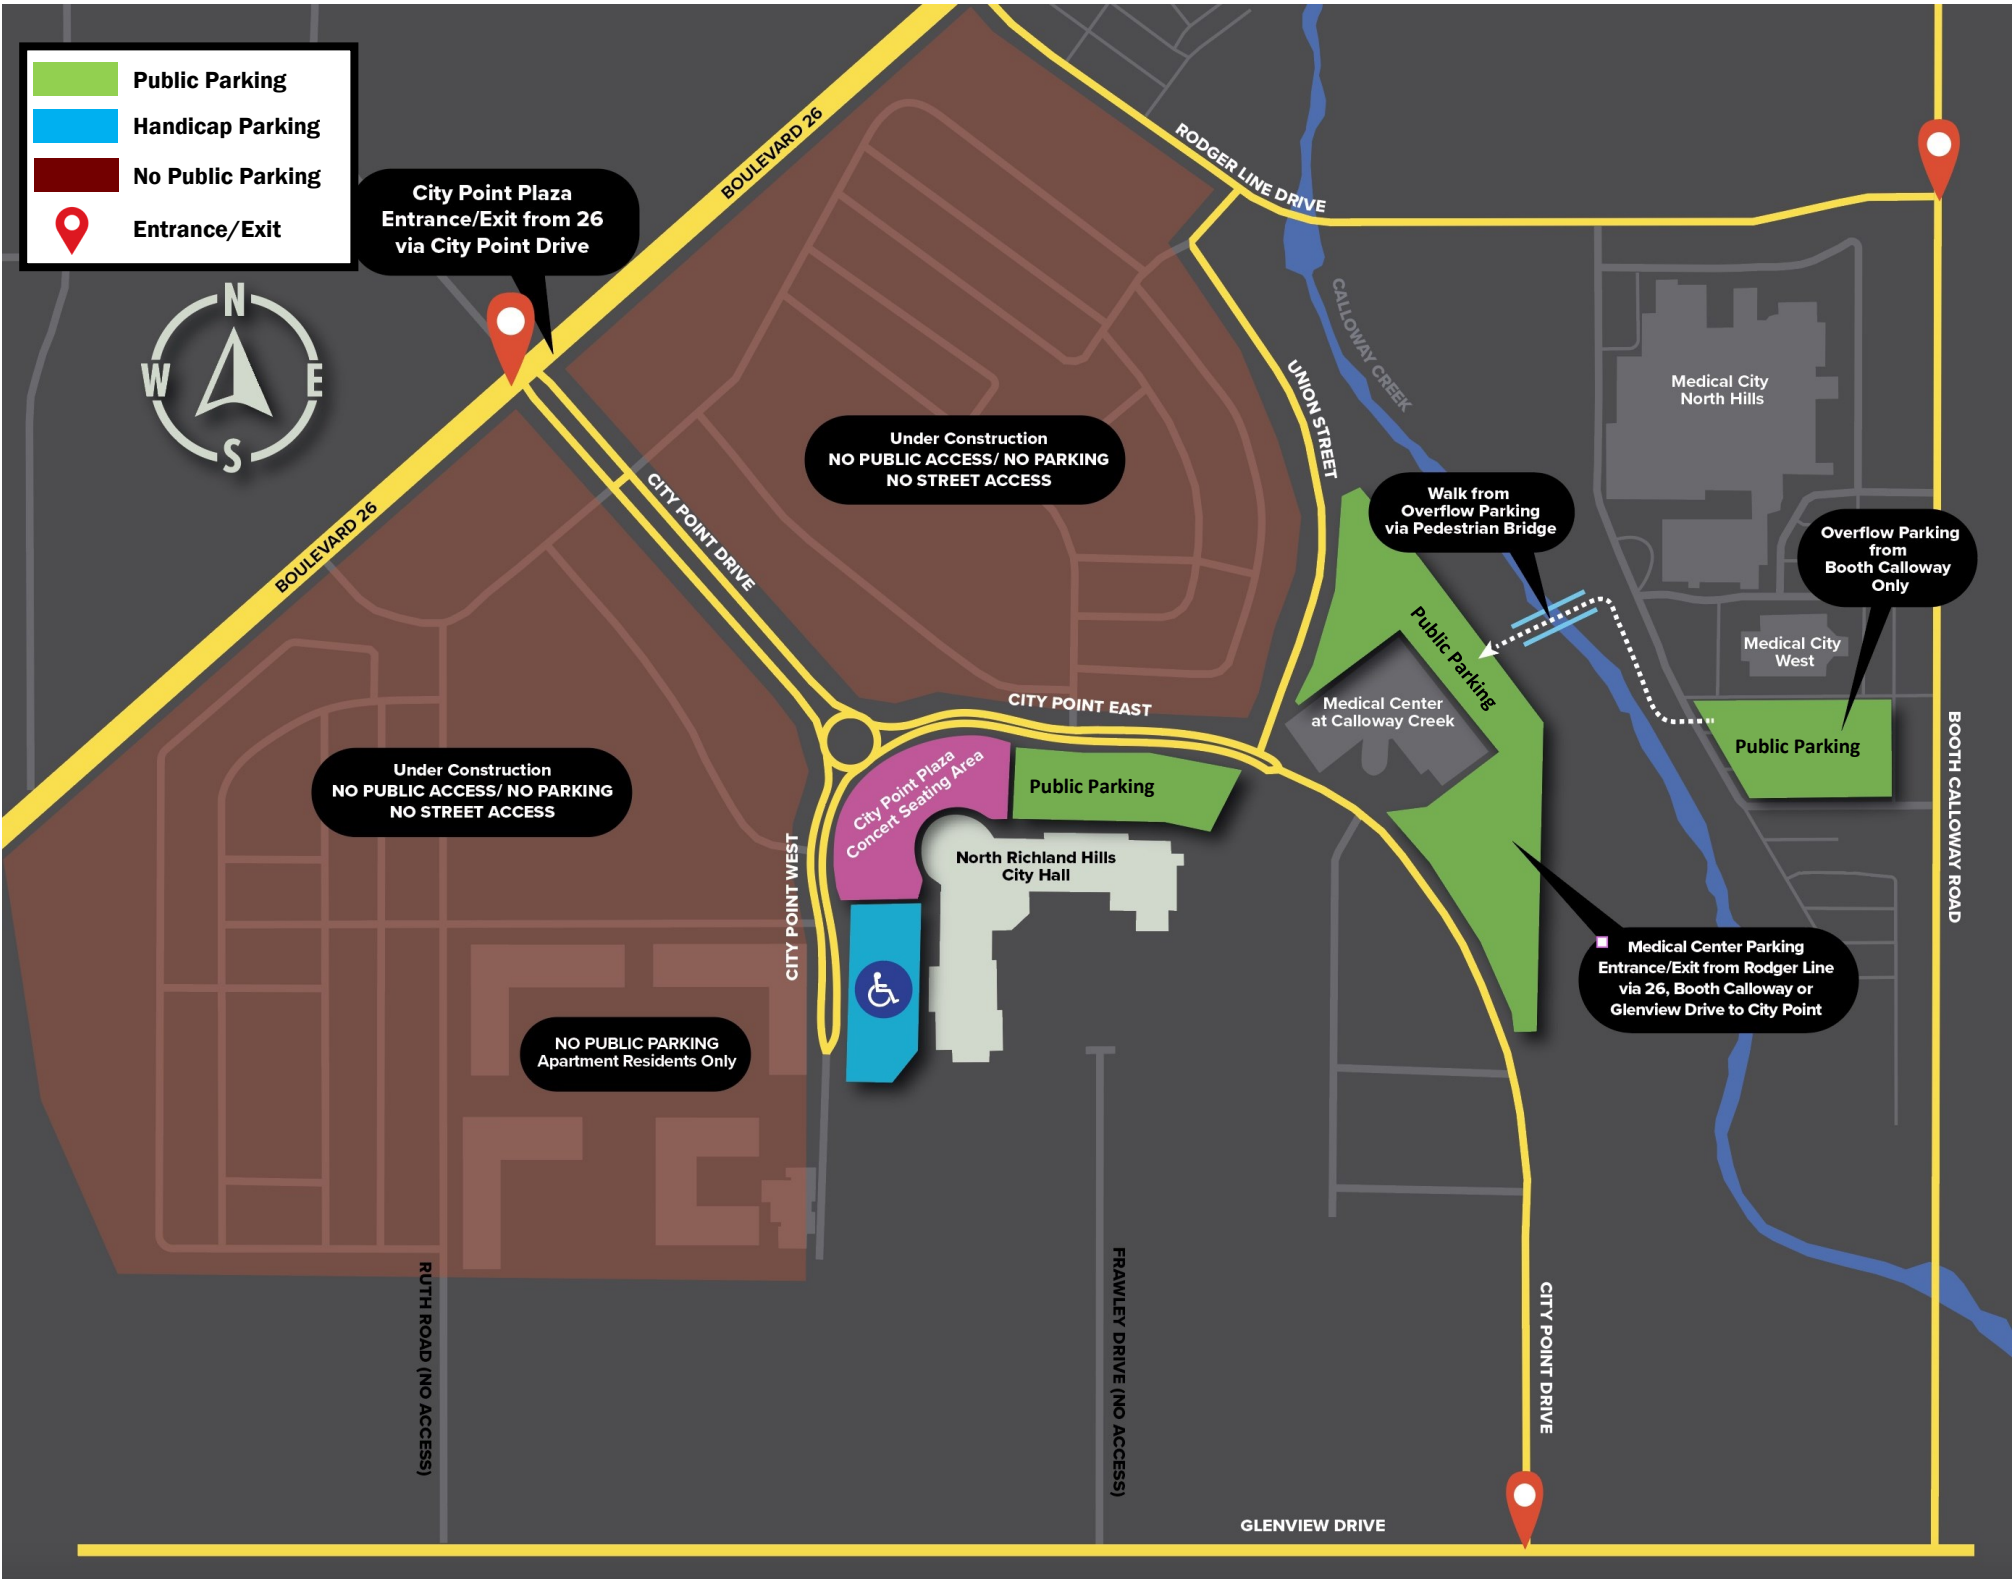 Public Parking
Handicap Parking
No Public Parking
Entrance/Exit
N
W
E
S
City Point Plaza
Entrance/Exit from 26
via City Point Drive
BOULEVARD 26
RODGER LINE DRIVE
CALLOWAY CREEK
UNION STREET
Medical City
North Hills
Under Construction
NO PUBLIC ACCESS/ NO PARKING
NO STREET ACCESS
Walk from
Overflow Parking
via Pedestrian Bridge
Overflow Parking
from
Booth Calloway
Only
BOULEVARD 26
CITY POINT DRIVE
Public Parking
Medical City
West
CITY POINT EAST
Medical Center
at Calloway Creek
Public Parking
BOOTH CALLOWAY ROAD
Under Construction
NO PUBLIC ACCESS/ NO PARKING
NO STREET ACCESS
City Point Plaza
Concert Seating Area
Public Parking
CITY POINT WEST
North Richland Hills
City Hall
Medical Center Parking
Entrance/Exit from Rodger Line
via 26, Booth Calloway or
Glenview Drive to City Point
NO PUBLIC PARKING
Apartment Residents Only
RUTH ROAD (NO ACCESS)
FRAWLEY DRIVE (NO ACCESS)
CITY POINT DRIVE
GLENVIEW DRIVE